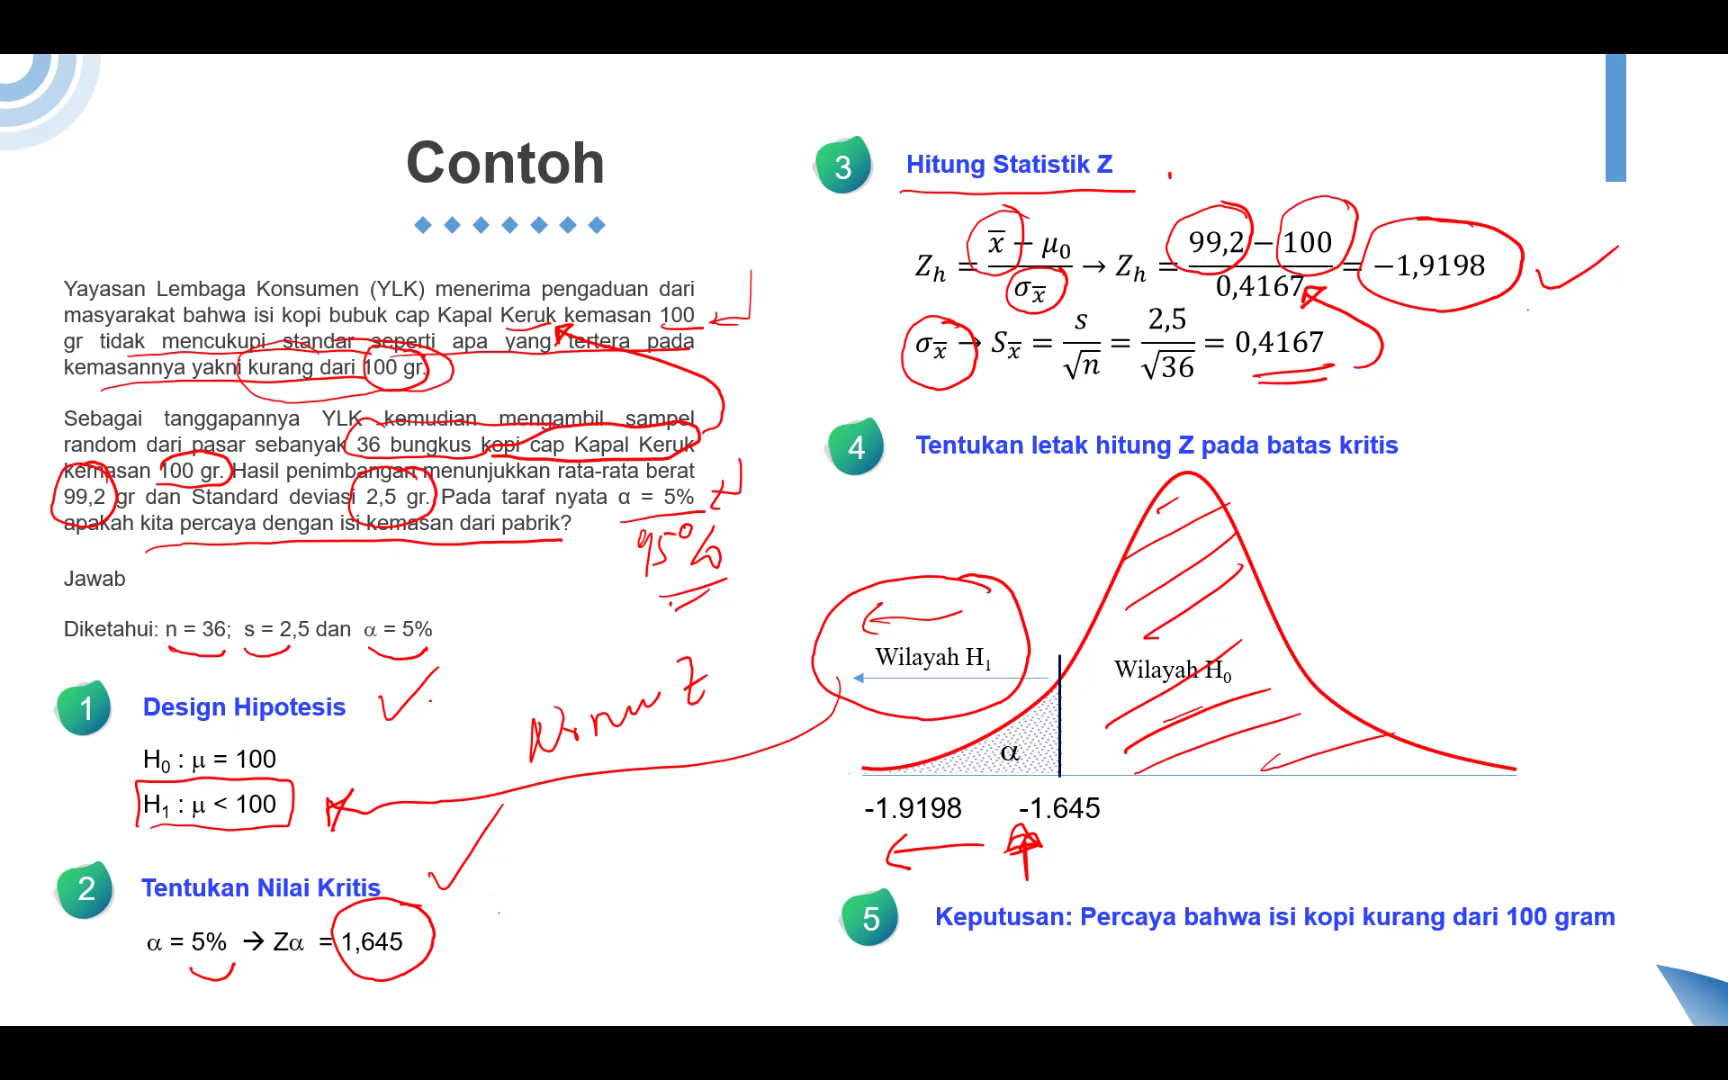 Contoh
Yayasan Lembaga Konsumen (YLK) menerima pengaduan dari
masyarakat bahwa isi kopi bubuk cap Kapal Keruk kemasan 100
gr tidak mencukupi standar seperti apa yang tertera pada
kemasannya yakni kurang dari 100 gr.
Sebagai tanggapannya YLK kemudian mengambil sampel
random dari pasar sebanyak 36 bungkus kopi cap Kapal Keruk
kemasan 100 gr. Hasil penimbangan menunjukkan rata-rata berat
99,2 gr dan Standard deviasi 2,5 gr. Pada taraf nyata α = 5%
apakah kita percaya dengan isi kemasan dari pabrik?
95%
Jawab
Diketahui: n = 36; s = 2,5 dan α = 5%
1 Design Hipotesis
H₀ : μ = 100
H₁ : μ < 100
2 Tentukan Nilai Kritis
α = 5% → Zα = 1,645
3 Hitung Statistik Z
Zₕ = (x̅ − μ₀) / σx̅ → Zₕ = (99,2 − 100) / 0,4167 = −1,9198
σx̅ → Sx̅ = s/√n = 2,5/√36 = 0,4167
4 Tentukan letak hitung Z pada batas kritis
Wilayah H₁
Wilayah H₀
α
-1.9198 -1.645
5 Keputusan: Percaya bahwa isi kopi kurang dari 100 gram